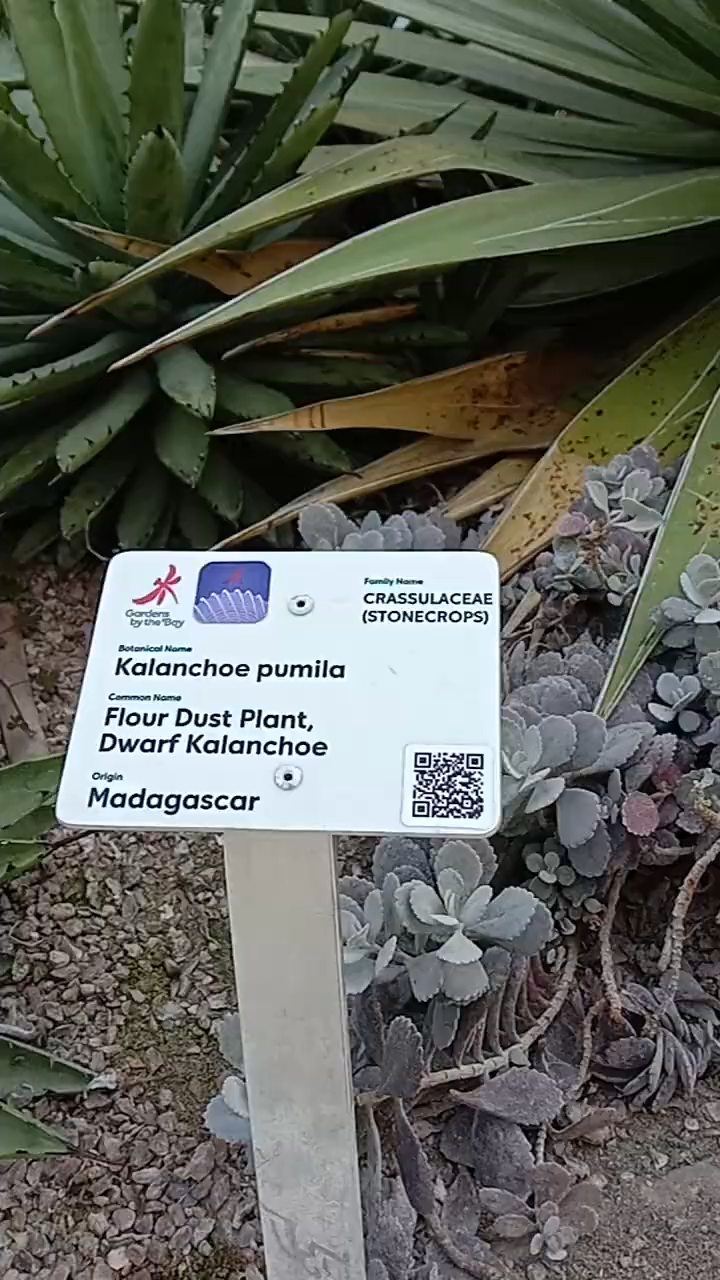 Gardens
by the Bay
Family Name
CRASSULACEAE
(STONECROPS)
Botanical Name
Kalanchoe pumila
Common Name
Flour Dust Plant,
Dwarf Kalanchoe
Origin
Madagascar